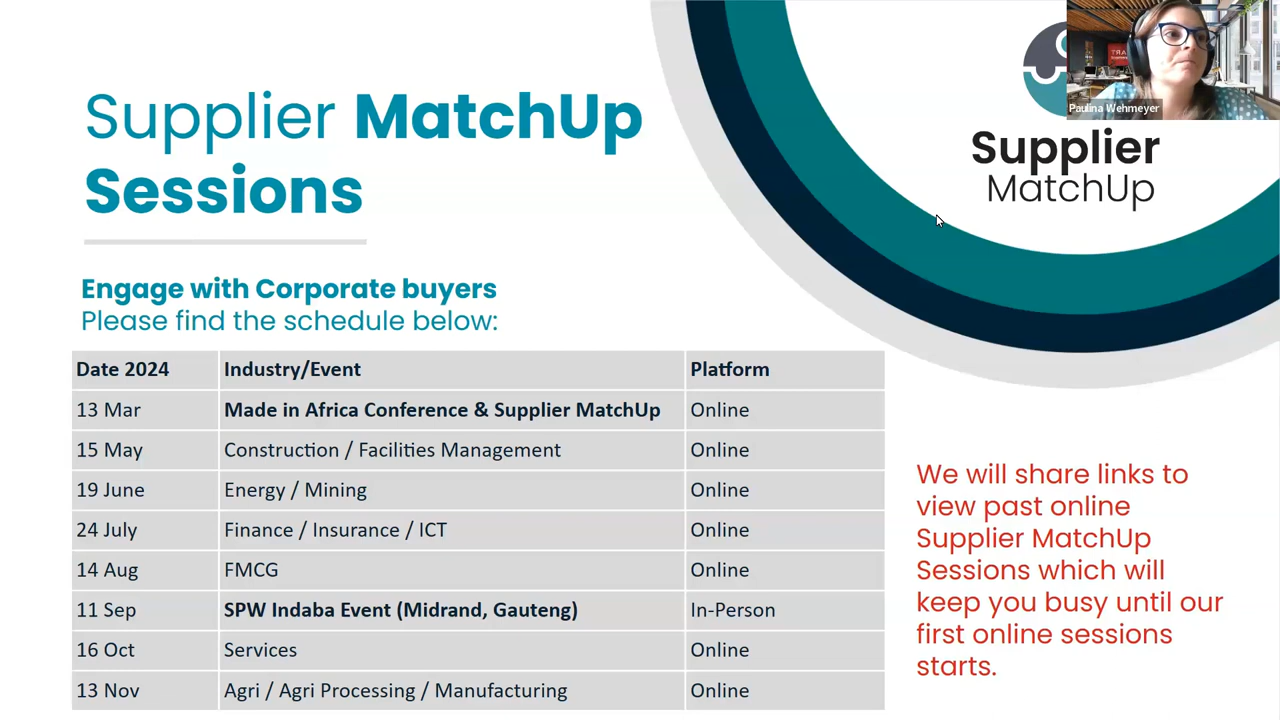 Supplier MatchUp
Sessions
Engage with Corporate buyers
Please find the schedule below:
Date 2024 Industry/Event Platform
13 Mar Made in Africa Conference & Supplier MatchUp Online
15 May Construction / Facilities Management Online
19 June Energy / Mining Online
24 July Finance / Insurance / ICT Online
14 Aug FMCG Online
11 Sep SPW Indaba Event (Midrand, Gauteng) In-Person
16 Oct Services Online
13 Nov Agri / Agri Processing / Manufacturing Online
Paulina Wehmeyer
Supplier
MatchUp
We will share links to
view past online
Supplier MatchUp
Sessions which will
keep you busy until our
first online sessions
starts.